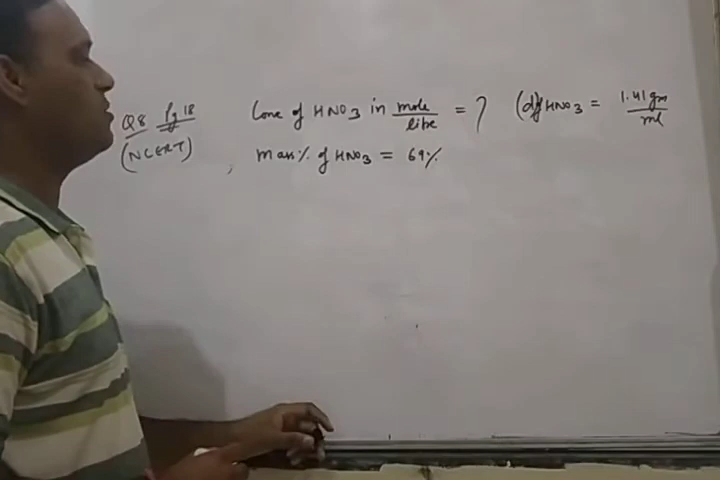 Q8 Pg 18
(NCERT)
Conc of HNO3 in mole/litre = ? (d)of HNO3 = 1.41 gm/ml
, mass% of HNO3 = 69%